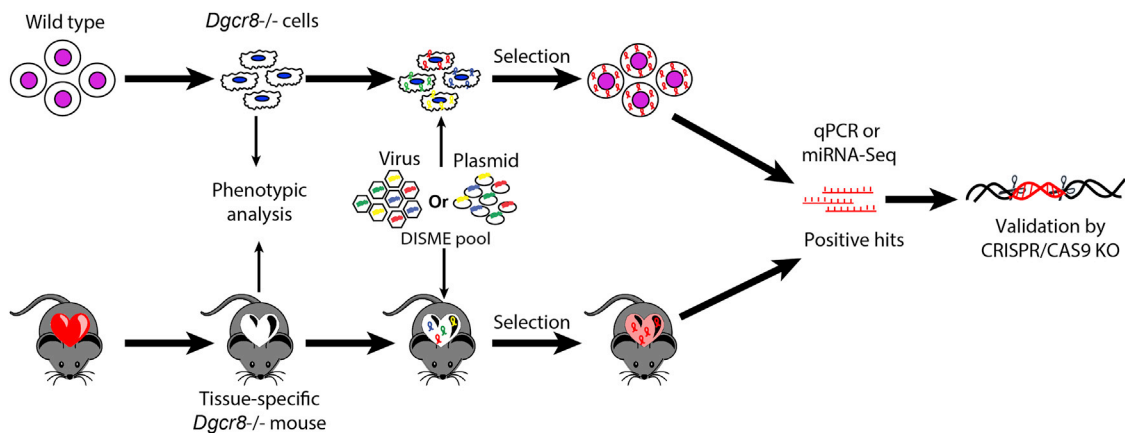 Wild type
Dgcr8-/- cells
Selection
Phenotypic
analysis
Virus
Plasmid
Or
DISME pool
qPCR or
miRNA-Seq
Positive hits
Validation by
CRISPR/CAS9 KO
Selection
Tissue-specific
Dgcr8-/- mouse